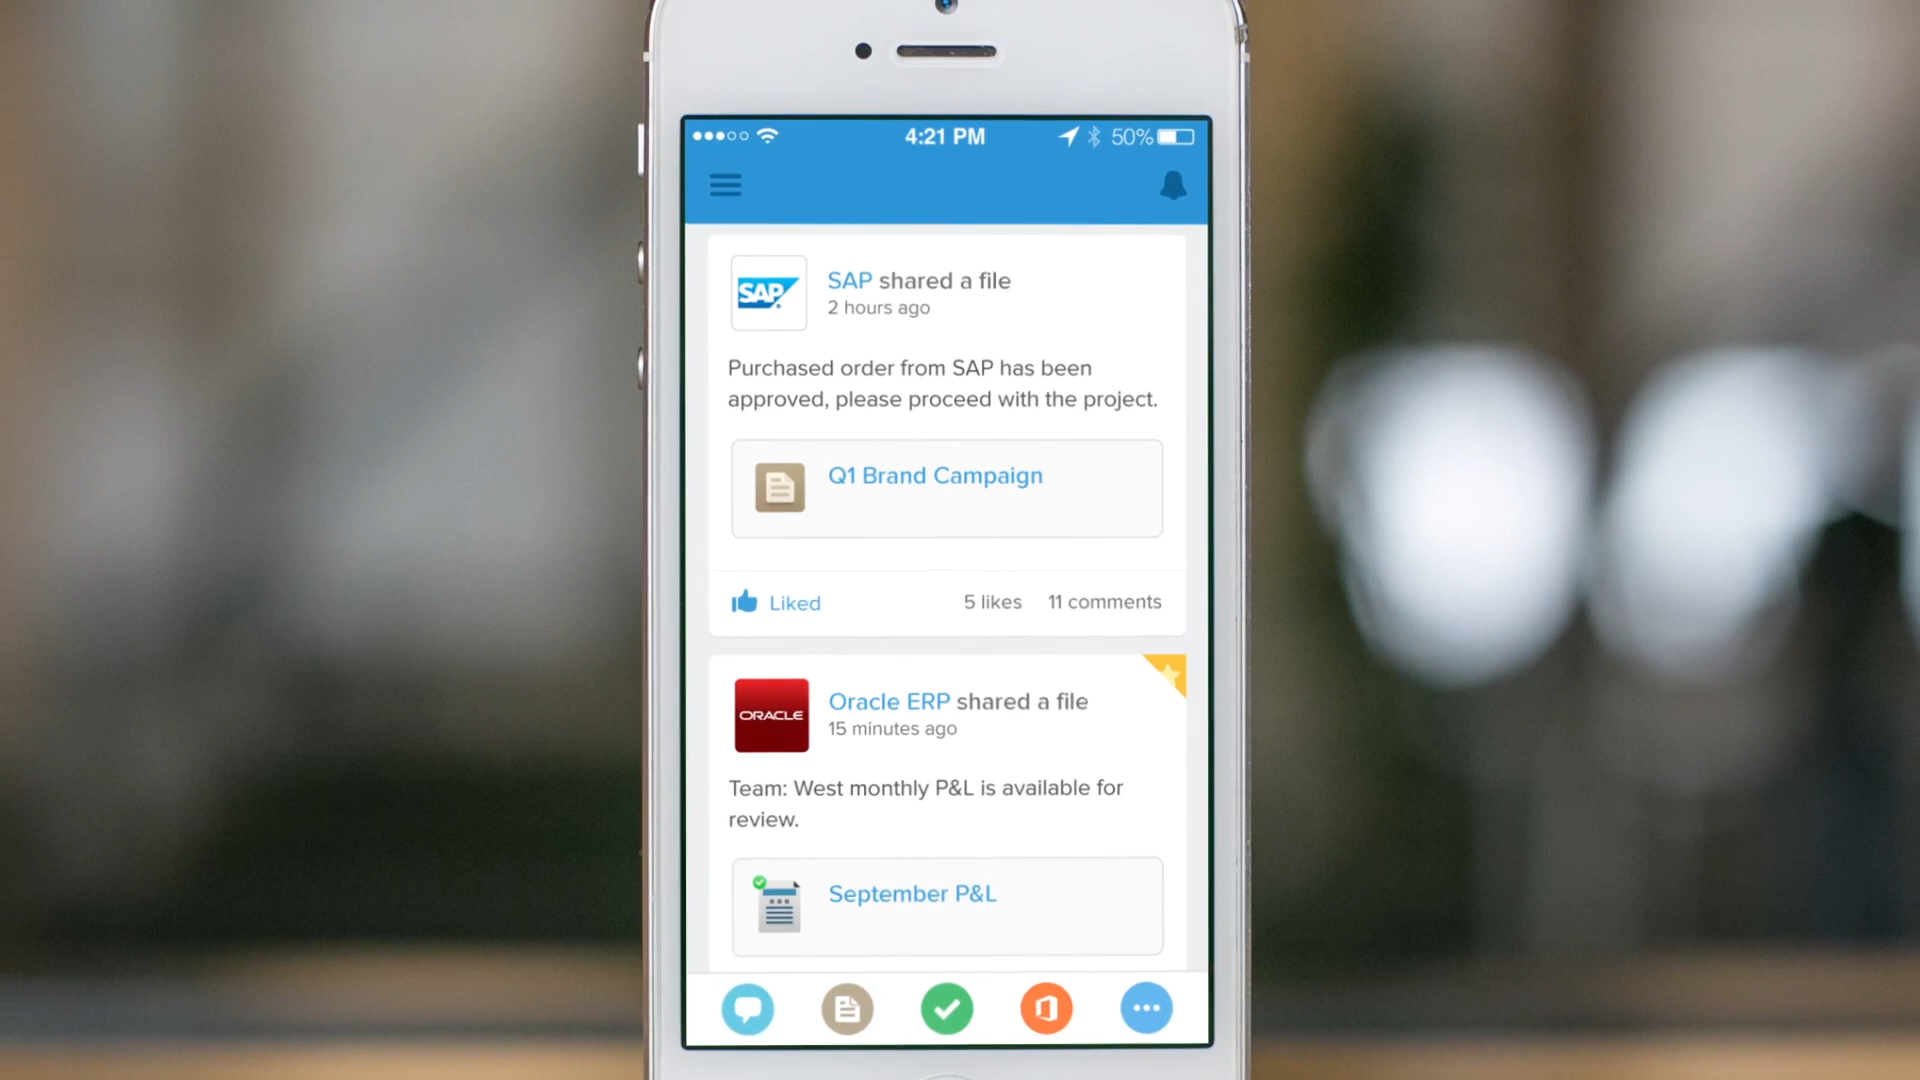 4:21 PM
50%
SAP
SAP shared a file
2 hours ago
Purchased order from SAP has been
approved, please proceed with the project.
Q1 Brand Campaign
Liked
5 likes
11 comments
ORACLE
Oracle ERP shared a file
15 minutes ago
Team: West monthly P&L is available for
review.
September P&L